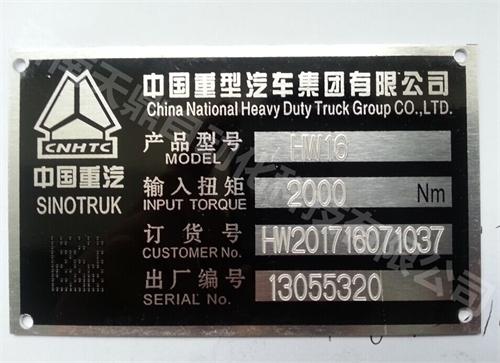 中国重型汽车集团有限公司
China National Heavy Duty Truck Group CO.,LTD.
CNHTC
中国重汽
SINOTRUK
产品型号 HW16
MODEL
输入扭矩 2000 Nm
INPUT TORQUE
订货号 HW201716071037
CUSTOMER No.
出厂编号 13055320
SERIAL No.